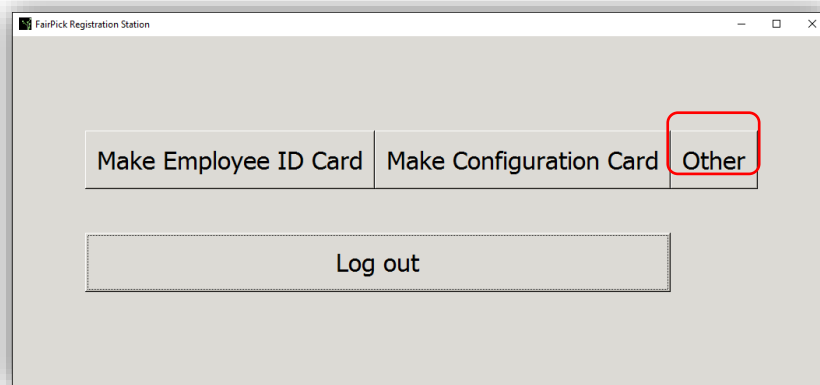 FairPick Registration Station
Make Employee ID Card Make Configuration Card Other
Log out